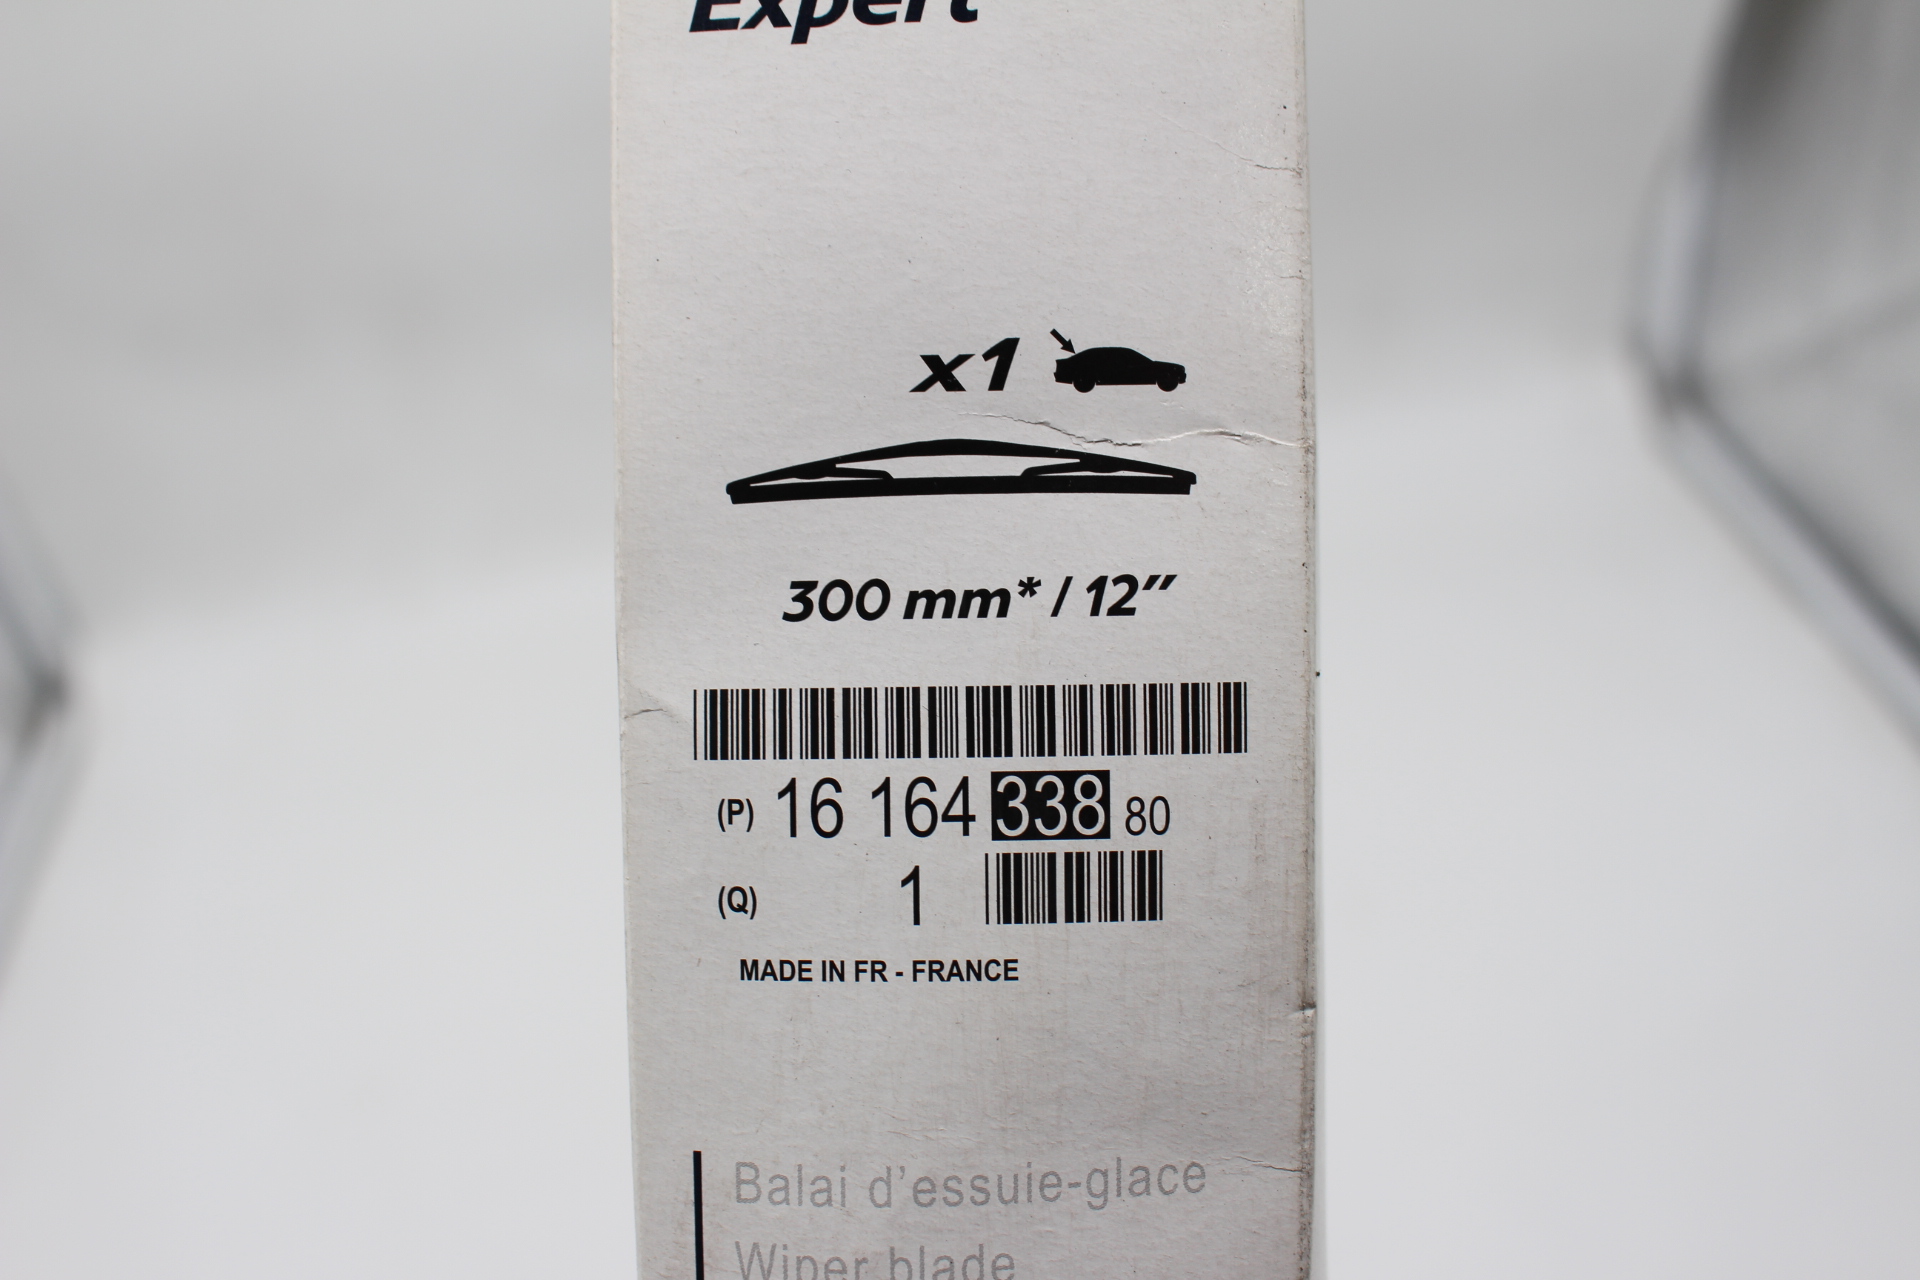 Expert
x1
300 mm* / 12"
(P) 16 164 338 80
(Q) 1
MADE IN FR - FRANCE
Balai d'essuie-glace
Wiper blade